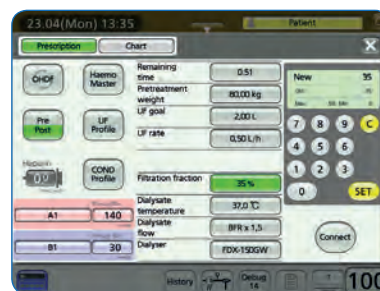 23.04(Mon) 13:35
Patient
Prescription
Chart
X
OHDF
Haemo Master
Remaining time
0:51
Pretreatment weight
80,00 kg
UF goal
2,00 L
UF rate
0,50 L/h
New 35
Pre Post
UF Profile
7 8 9 C
4 5 6
1 2 3
0 SET
Heparin
COND Profile
Filtration fraction
35 %
Dialysate temperature
37,0 °C
Dialysate flow
BFR x 1,5
Dialyser
FDX-150GW
A1 140
B1 30
Connect
History
Debug 14
100